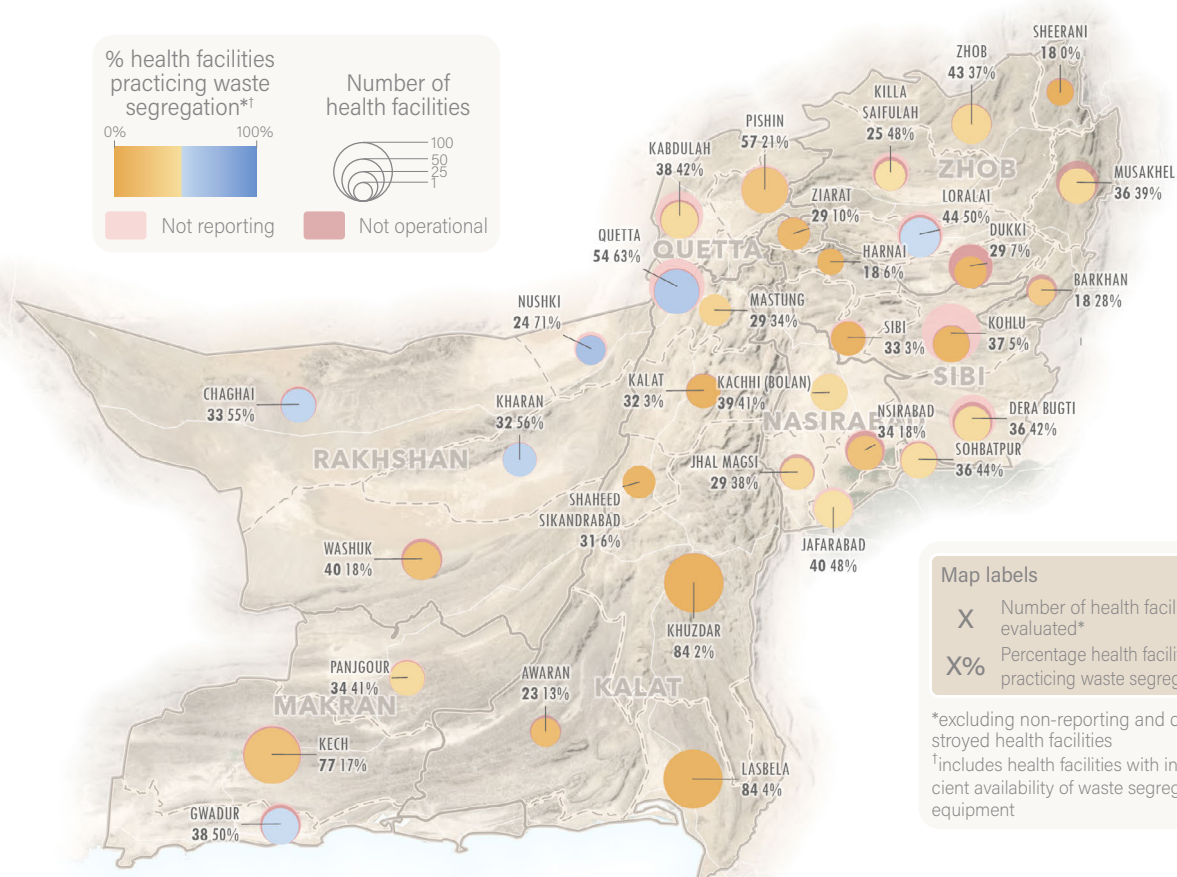 % health facilities
practicing waste
segregation*†
0%
100%
Number of
health facilities
100
50
25
1
Not reporting
Not operational
SHEERANI
18 0%
ZHOB
43 37%
KILLA
SAIFULAH
25 48%
PISHIN
57 21%
KABDULAH
38 42%
ZHOB
MUSAKHEL
36 39%
ZIARAT
29 10%
LORALAI
44 50%
DUKKI
29 7%
QUETTA
54 63%
QUETTA
HARNAI
18 6%
BARKHAN
18 28%
NUSHKI
24 71%
MASTUNG
29 34%
SIBI
33 3%
KOHLU
37 5%
SIBI
CHAGHAI
33 55%
KHARAN
32 56%
KALAT
32 3%
KACHHI (BOLAN)
39 41%
NASIRABAD
NSIRABAD
34 18%
DERA BUGTI
36 42%
SOHBATPUR
36 44%
RAKHSHAN
JHAL MAGSI
29 38%
SHAHEED
SIKANDRABAD
31 6%
JAFARABAD
40 48%
WASHUK
40 18%
KHUZDAR
84 2%
PANJGOUR
34 41%
MAKRAN
AWARAN
23 13%
KALAT
KECH
77 17%
LASBELA
84 4%
GWADUR
38 50%
Map labels
X
Number of health facil
evaluated*
X%
Percentage health facilit
practicing waste segreg
*excluding non-reporting and d
stroyed health facilities
†includes health facilities with in
cient availability of waste segreg
equipment